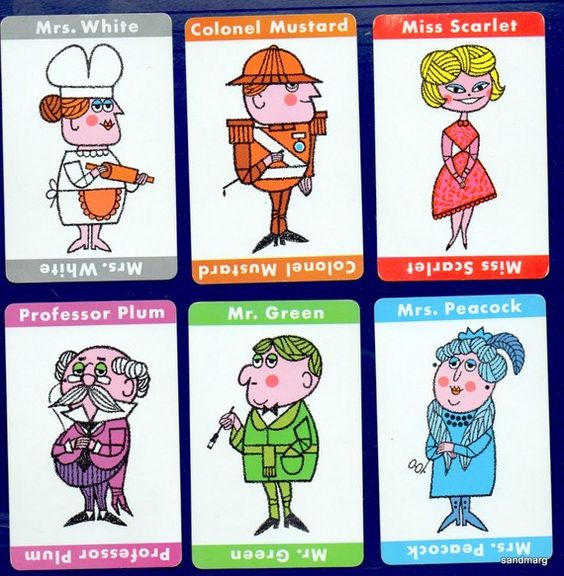 Mrs. White
Colonel Mustard
Miss Scarlet
Mrs. White
Colonel Mustard
Miss Scarlet
Professor Plum
Mr. Green
Mrs. Peacock
Professor Plum
Mr. Green
Mrs. Peacock
sandmarg